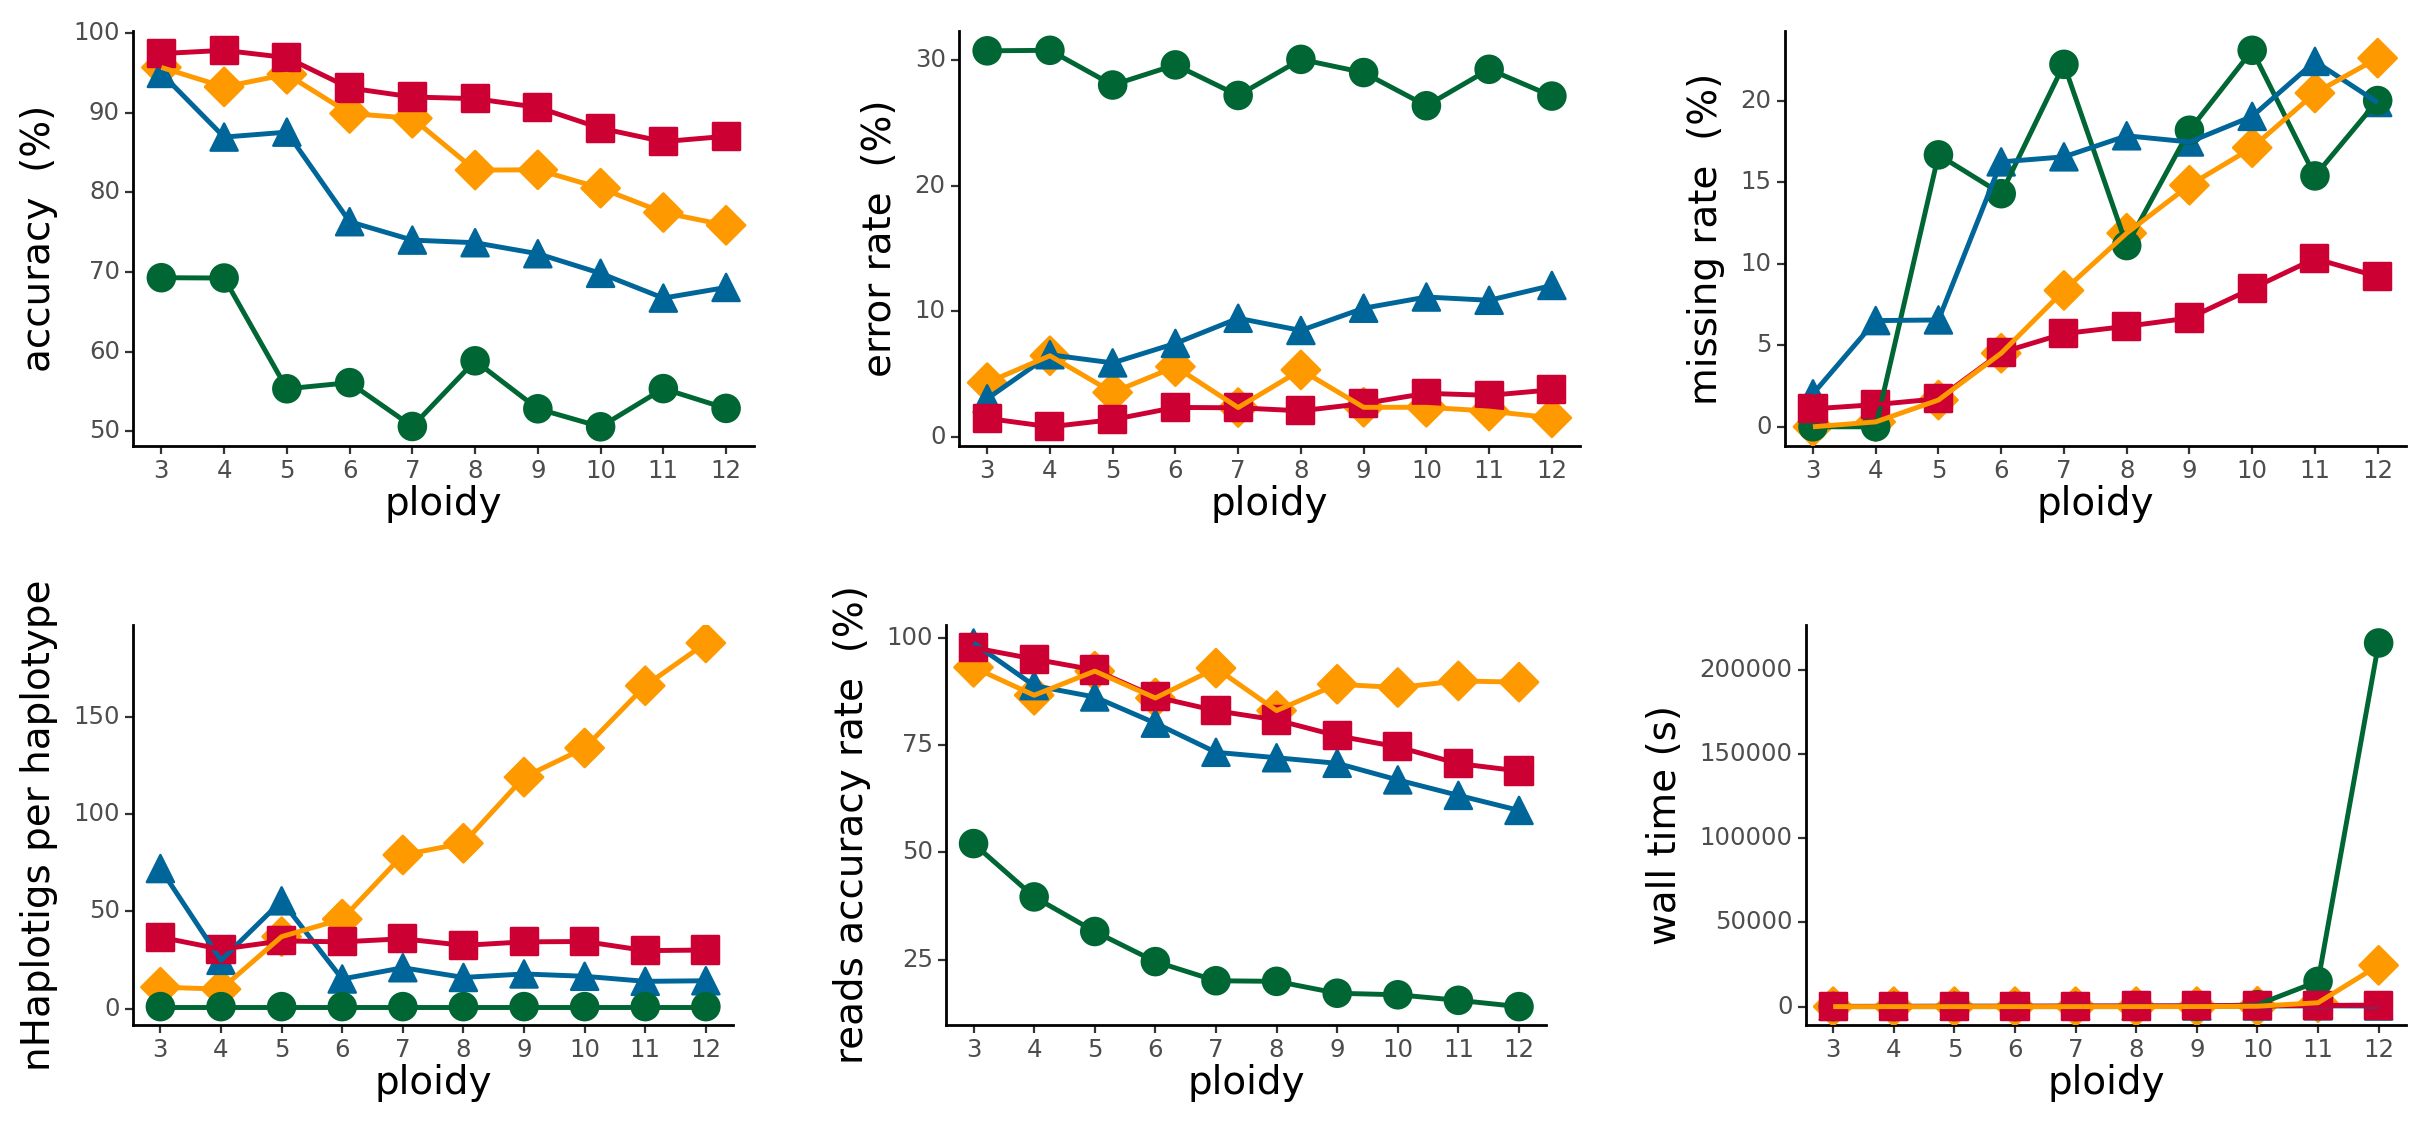 accuracy (%)
100
90
80
70
60
50
3 4 5 6 7 8 9 10 11 12
ploidy
error rate (%)
30
20
10
0
3 4 5 6 7 8 9 10 11 12
ploidy
missing rate (%)
20
15
10
5
0
3 4 5 6 7 8 9 10 11 12
ploidy
nHaplotigs per haplotype
150
100
50
0
3 4 5 6 7 8 9 10 11 12
ploidy
reads accuracy rate (%)
100
75
50
25
3 4 5 6 7 8 9 10 11 12
ploidy
wall time (s)
200000
150000
100000
50000
0
3 4 5 6 7 8 9 10 11 12
ploidy